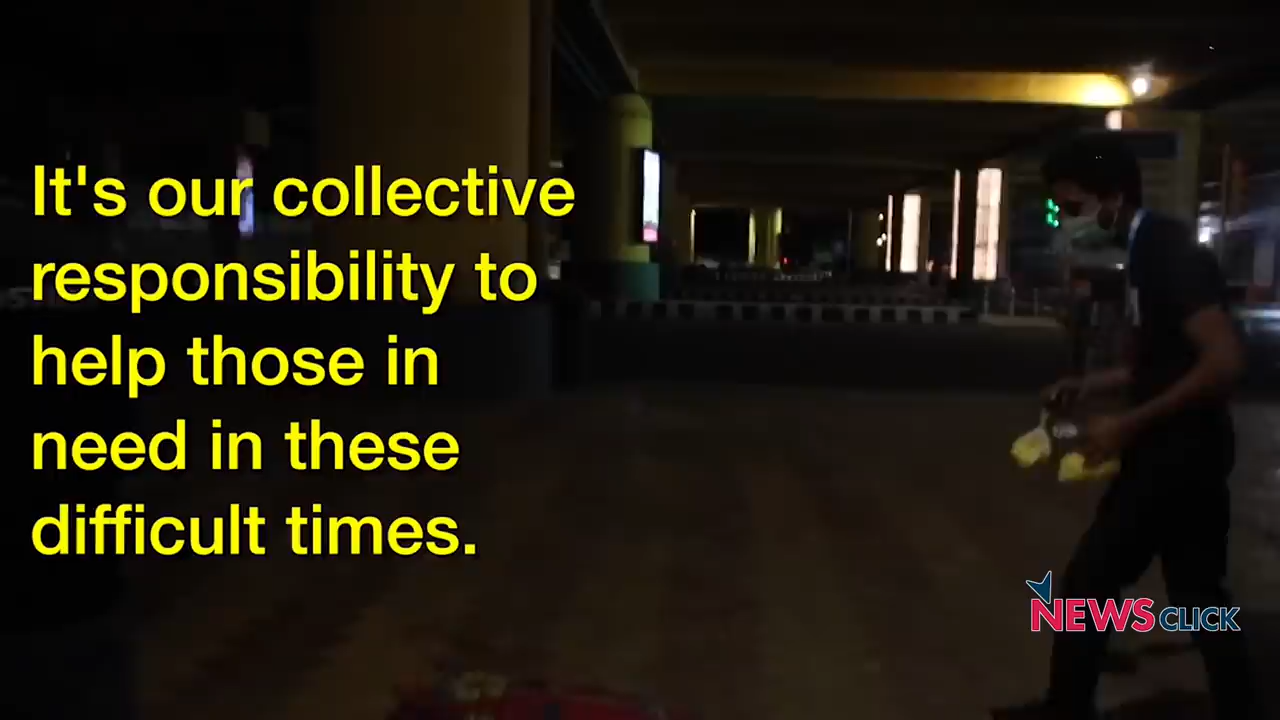 It's our collective
responsibility to
help those in
need in these
difficult times.
NEWSCLICK